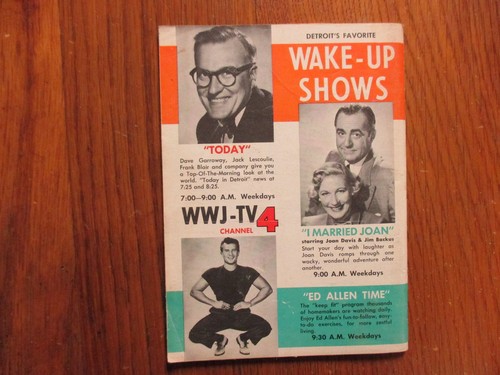 DETROIT'S FAVORITE
WAKE-UP
SHOWS
"TODAY"
Dave Garroway, Jack Lescoulie,
Frank Blair and company give you
a Top-Of-The-Morning look at the
world. "Today in Detroit" news at
7:25 and 8:25.
7:00-9:00 A.M. Weekdays
WWJ-TV 4
CHANNEL
"I MARRIED JOAN"
starring Joan Davis & Jim Backus
Start your day with laughter as
Joan Davis romps through one
wacky, wonderful adventure after
another.
9:00 A.M. Weekdays
"ED ALLEN TIME"
The "keep fit" program thousands
of homemakers are watching daily.
Enjoy Ed Allen's fun-to-follow, easy-
to-do exercises, for more zestful
living.
9:30 A.M. Weekdays